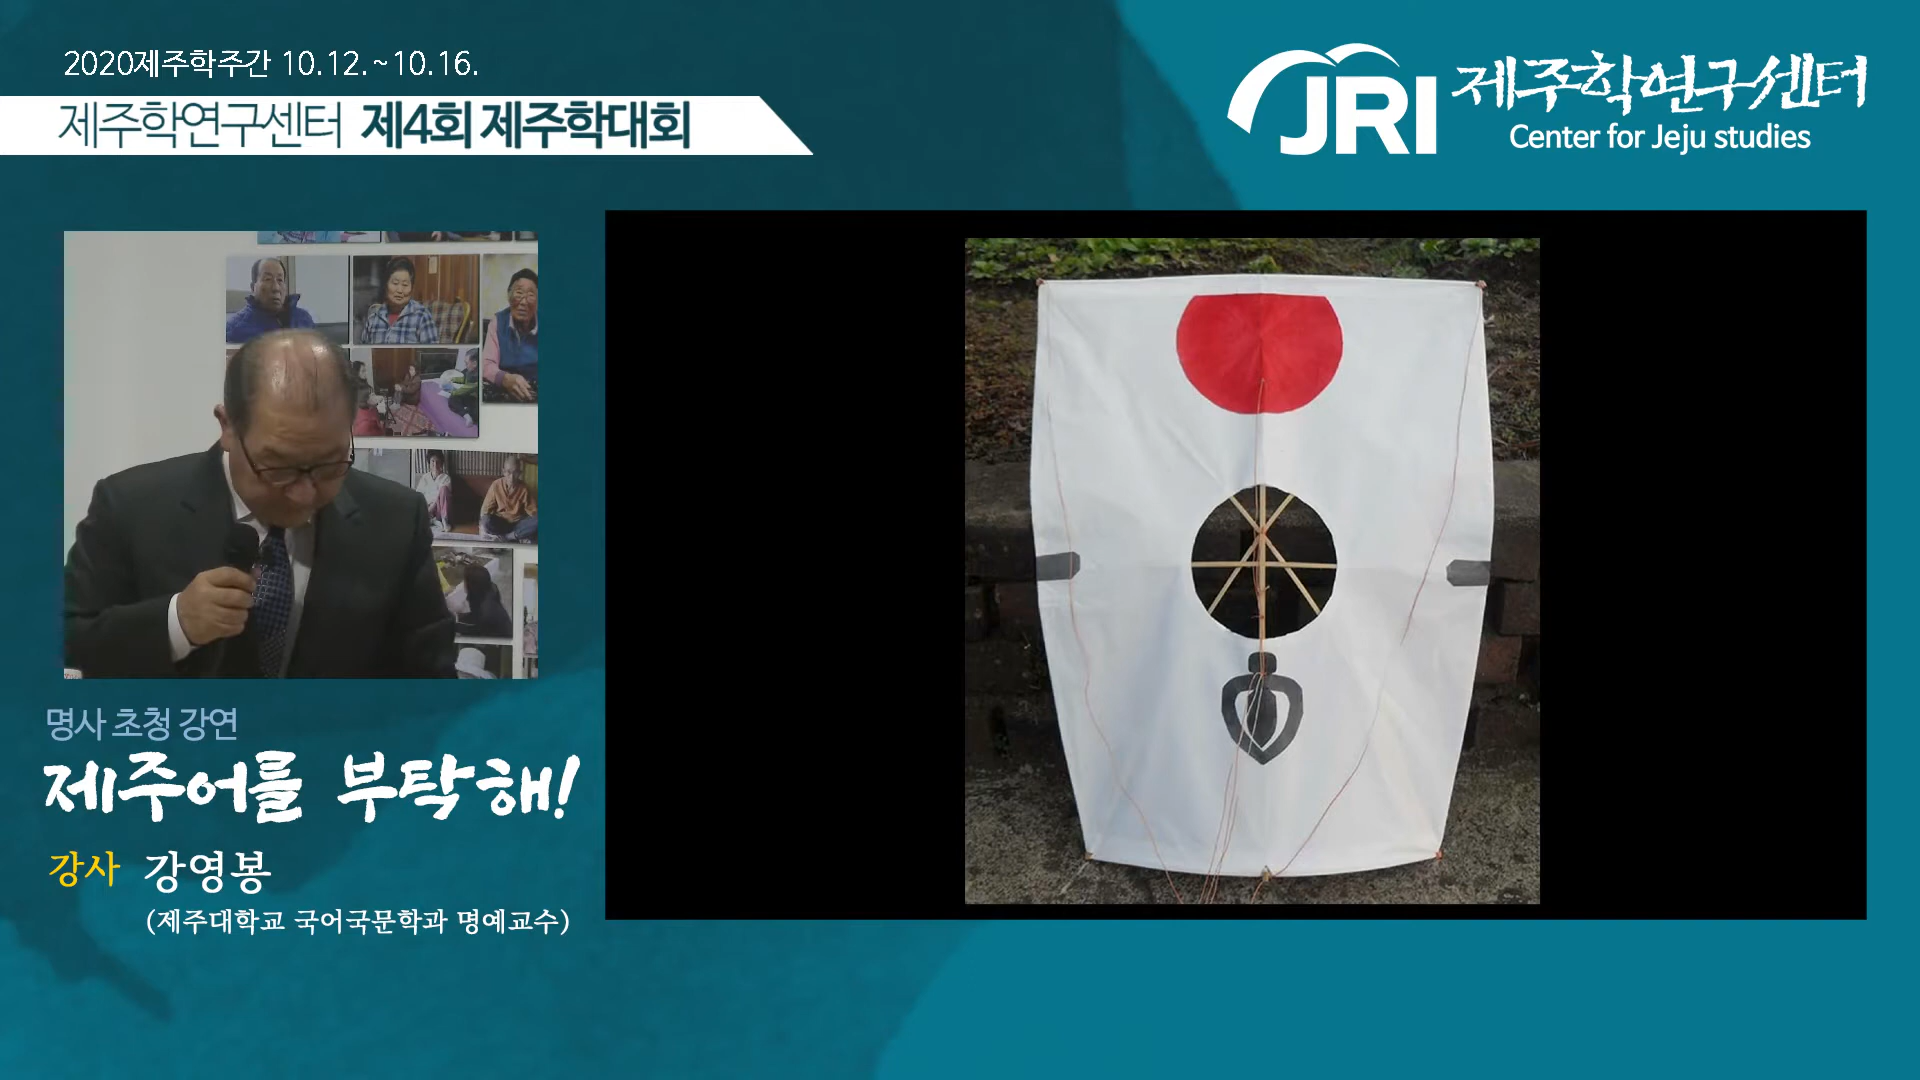 2020제주학주간 10.12.~10.16.
제주학연구센터 제4회 제주학대회
JRI 제주학연구센터
Center for Jeju studies
명사 초청 강연
제주어를 부탁해!
강사 강영봉
(제주대학교 국어국문학과 명예교수)